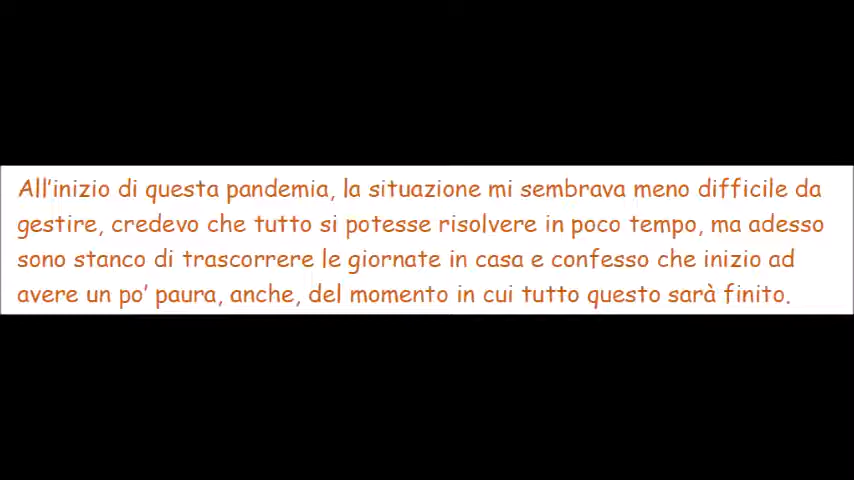 All'inizio di questa pandemia, la situazione mi sembrava meno difficile da
gestire, credevo che tutto si potesse risolvere in poco tempo, ma adesso
sono stanco di trascorrere le giornate in casa e confesso che inizio ad
avere un po' paura, anche, del momento in cui tutto questo sarà finito.